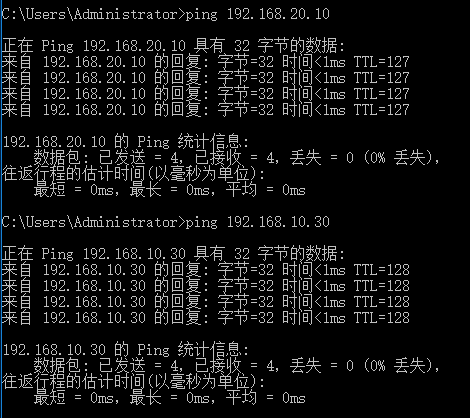 C:\Users\Administrator>ping 192.168.20.10
正在 Ping 192.168.20.10 具有 32 字节的数据:
来自 192.168.20.10 的回复: 字节=32 时间<1ms TTL=127
来自 192.168.20.10 的回复: 字节=32 时间<1ms TTL=127
来自 192.168.20.10 的回复: 字节=32 时间<1ms TTL=127
来自 192.168.20.10 的回复: 字节=32 时间<1ms TTL=127
192.168.20.10 的 Ping 统计信息:
数据包: 已发送 = 4，已接收 = 4，丢失 = 0 (0% 丢失)，
往返行程的估计时间(以毫秒为单位):
最短 = 0ms，最长 = 0ms，平均 = 0ms
C:\Users\Administrator>ping 192.168.10.30
正在 Ping 192.168.10.30 具有 32 字节的数据:
来自 192.168.10.30 的回复: 字节=32 时间<1ms TTL=128
来自 192.168.10.30 的回复: 字节=32 时间<1ms TTL=128
来自 192.168.10.30 的回复: 字节=32 时间<1ms TTL=128
来自 192.168.10.30 的回复: 字节=32 时间<1ms TTL=128
192.168.10.30 的 Ping 统计信息:
数据包: 已发送 = 4，已接收 = 4，丢失 = 0 (0% 丢失)，
往返行程的估计时间(以毫秒为单位):
最短 = 0ms，最长 = 0ms，平均 = 0ms